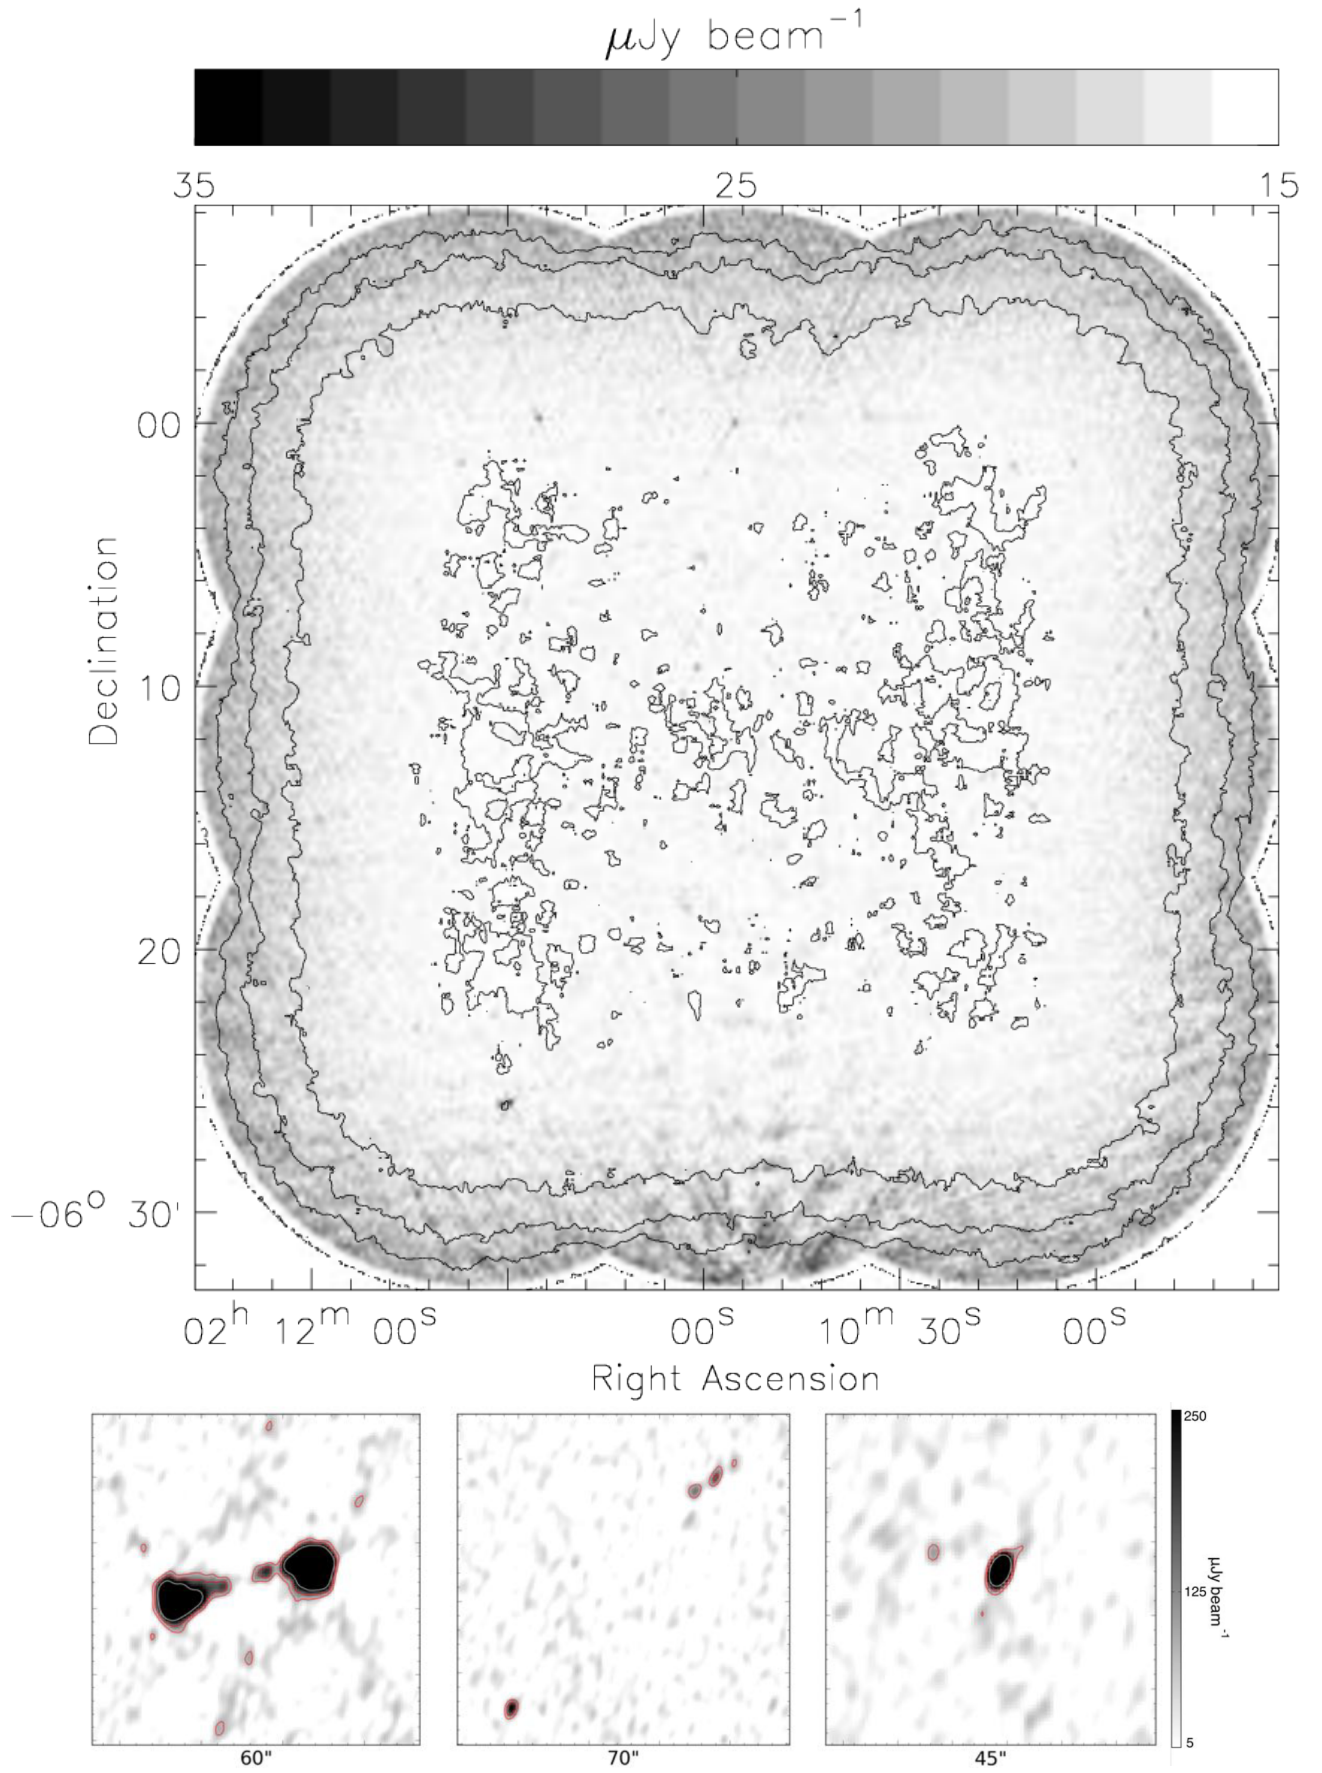 μJy beam⁻¹
35 25 15
Declination
00
10
20
−06° 30'
02ʰ 12ᵐ 00ˢ 00ˢ 10ᵐ 30ˢ 00ˢ
Right Ascension
250
125
5
μJy beam⁻¹
60" 70" 45"